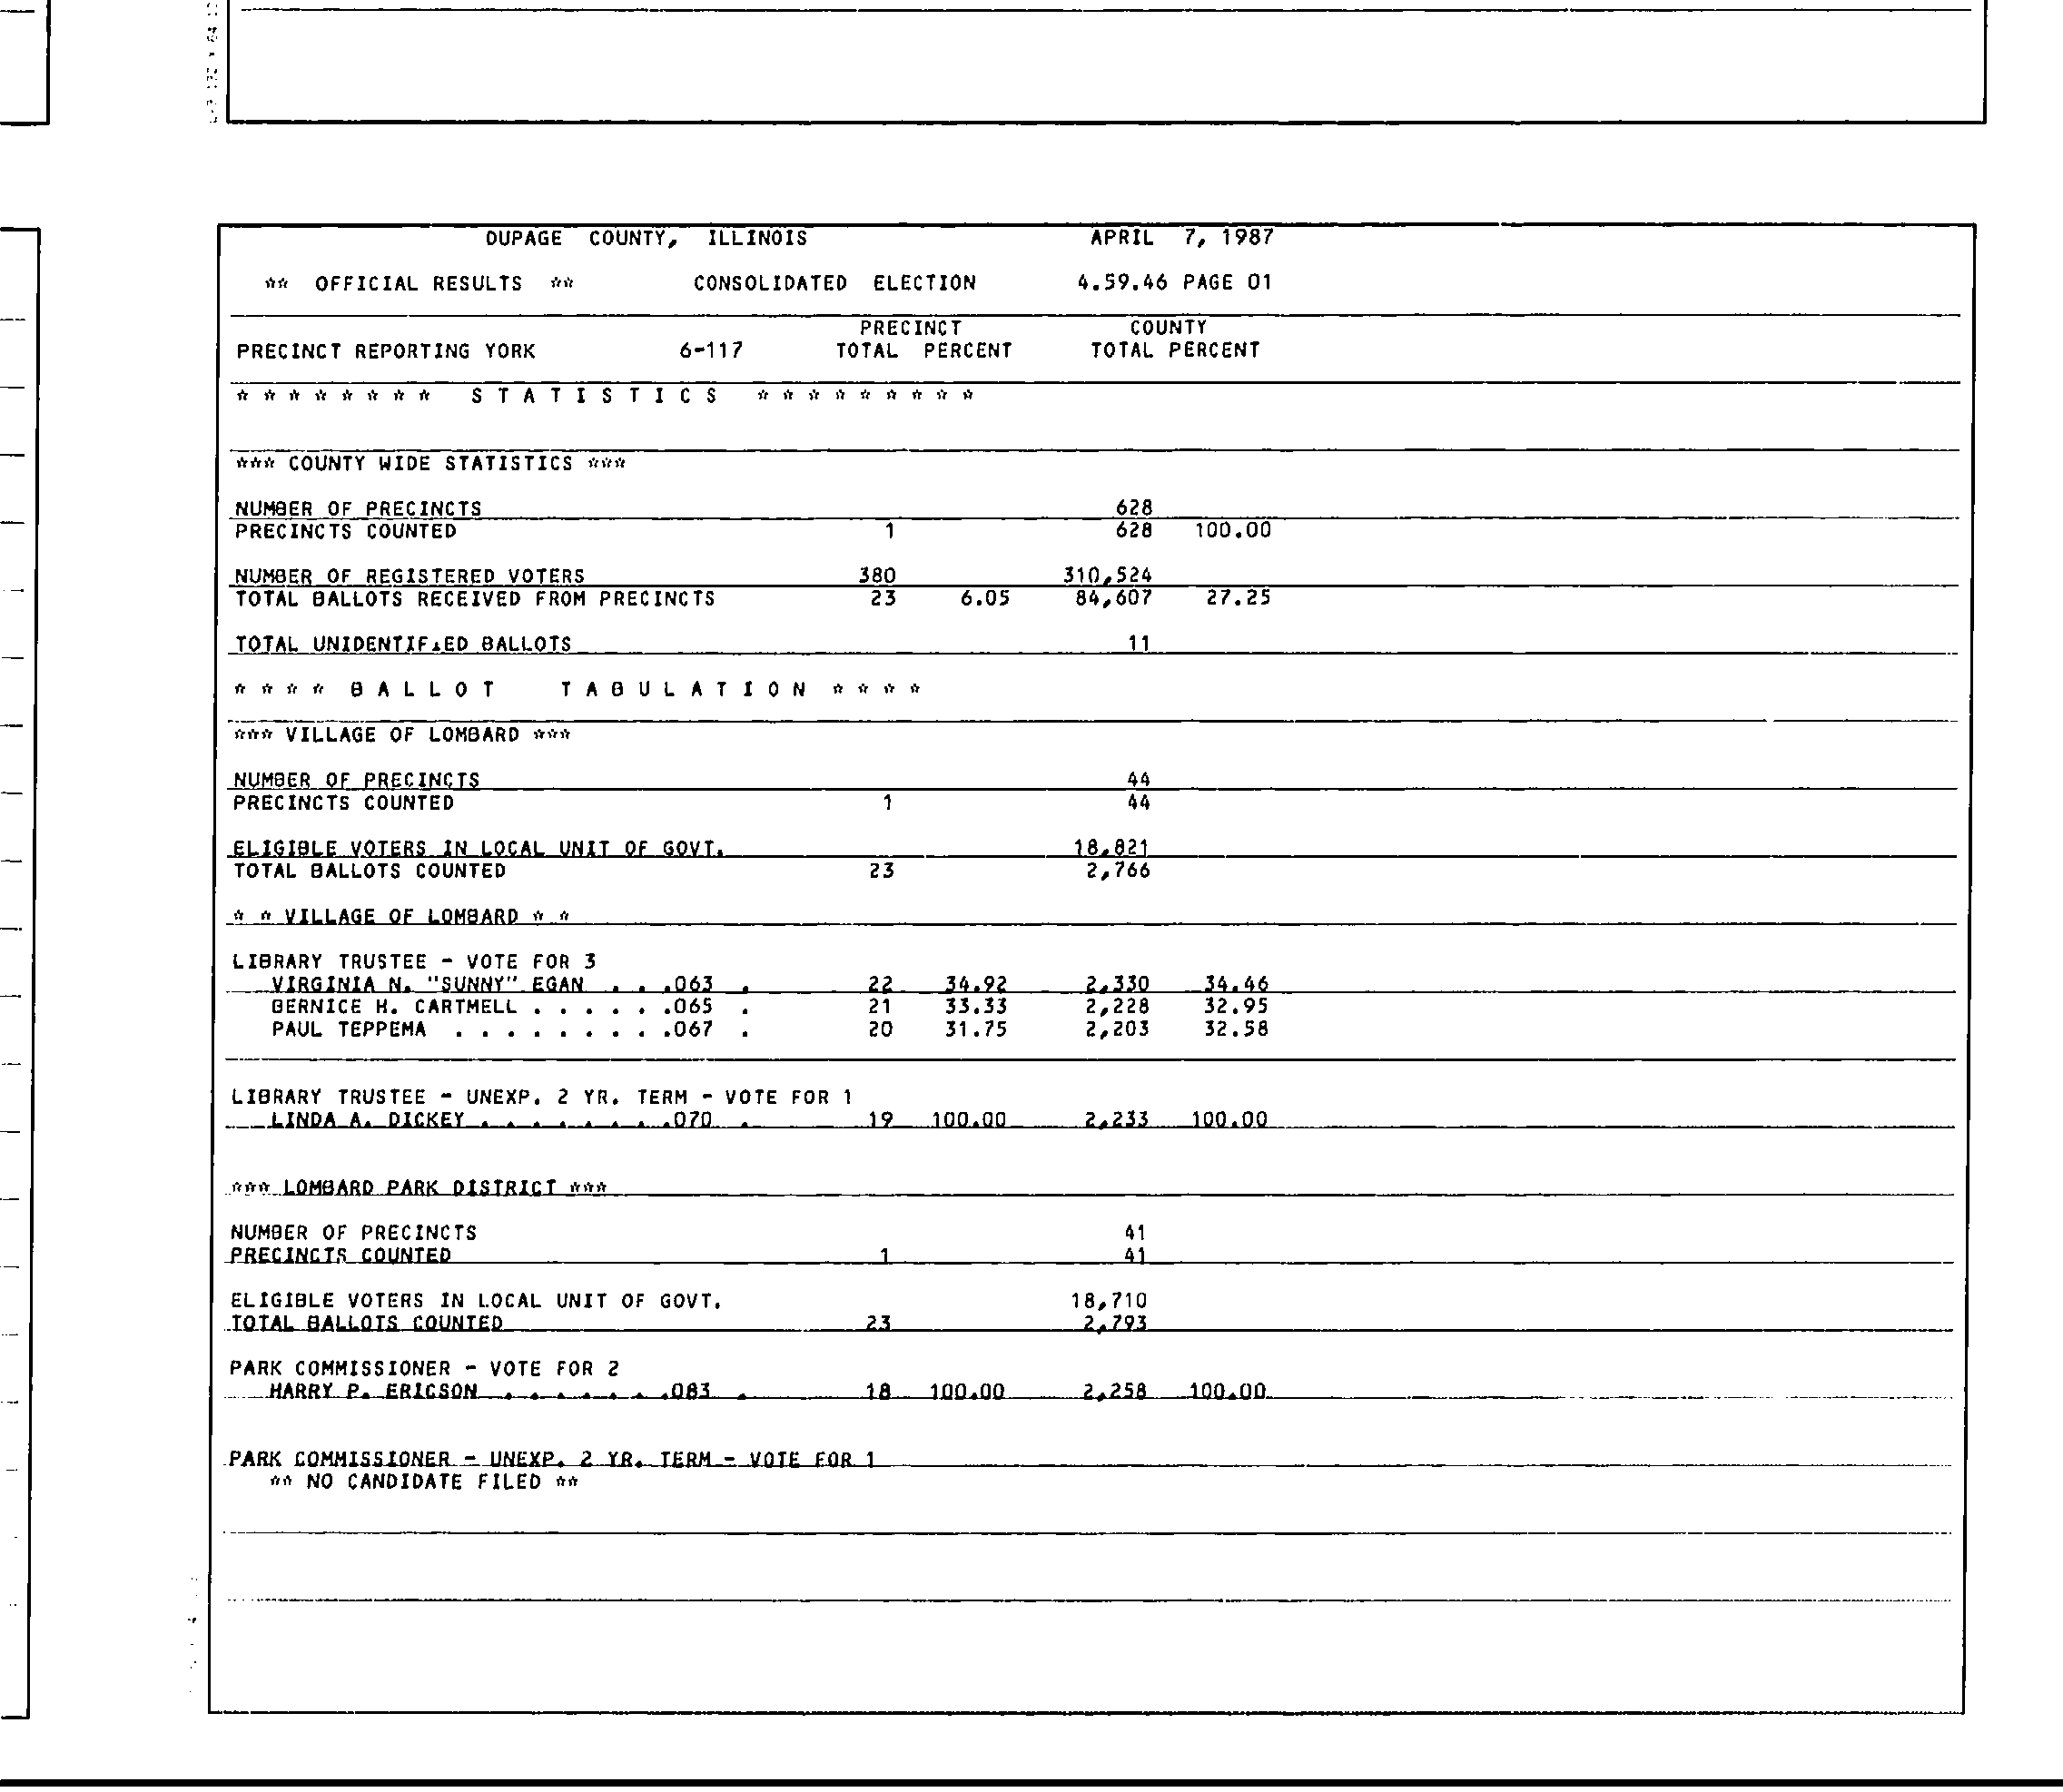 DUPAGE COUNTY, ILLINOIS APRIL 7, 1987
** OFFICIAL RESULTS ** CONSOLIDATED ELECTION 4.59.46 PAGE 01
PRECINCT COUNTY
PRECINCT REPORTING YORK 6-117 TOTAL PERCENT TOTAL PERCENT
* * * * * * * * S T A T I S T I C S * * * * * * * * *
*** COUNTY WIDE STATISTICS ***
NUMBER OF PRECINCTS 628
PRECINCTS COUNTED 1 628 100.00
NUMBER OF REGISTERED VOTERS 380 310,524
TOTAL BALLOTS RECEIVED FROM PRECINCTS 23 6.05 84,607 27.25
TOTAL UNIDENTIFIED BALLOTS 11
* * * * B A L L O T T A B U L A T I O N * * * *
*** VILLAGE OF LOMBARD ***
NUMBER OF PRECINCTS 44
PRECINCTS COUNTED 1 44
ELIGIBLE VOTERS IN LOCAL UNIT OF GOVT. 18,821
TOTAL BALLOTS COUNTED 23 2,766
* * VILLAGE OF LOMBARD * *
LIBRARY TRUSTEE - VOTE FOR 3
VIRGINIA N. "SUNNY" EGAN . . .063 . 22 34.92 2,330 34.46
BERNICE H. CARTMELL . . . . . .065 . 21 33.33 2,228 32.95
PAUL TEPPEMA . . . . . . . . .067 . 20 31.75 2,203 32.58
LIBRARY TRUSTEE - UNEXP. 2 YR. TERM - VOTE FOR 1
LINDA A. DICKEY . . . . . . . .070 . 19 100.00 2,233 100.00
*** LOMBARD PARK DISTRICT ***
NUMBER OF PRECINCTS 41
PRECINCTS COUNTED 1 41
ELIGIBLE VOTERS IN LOCAL UNIT OF GOVT. 18,710
TOTAL BALLOTS COUNTED 23 2,793
PARK COMMISSIONER - VOTE FOR 2
HARRY P. ERICSON . . . . . . .083 . 18 100.00 2,258 100.00
PARK COMMISSIONER - UNEXP. 2 YR. TERM - VOTE FOR 1
** NO CANDIDATE FILED **